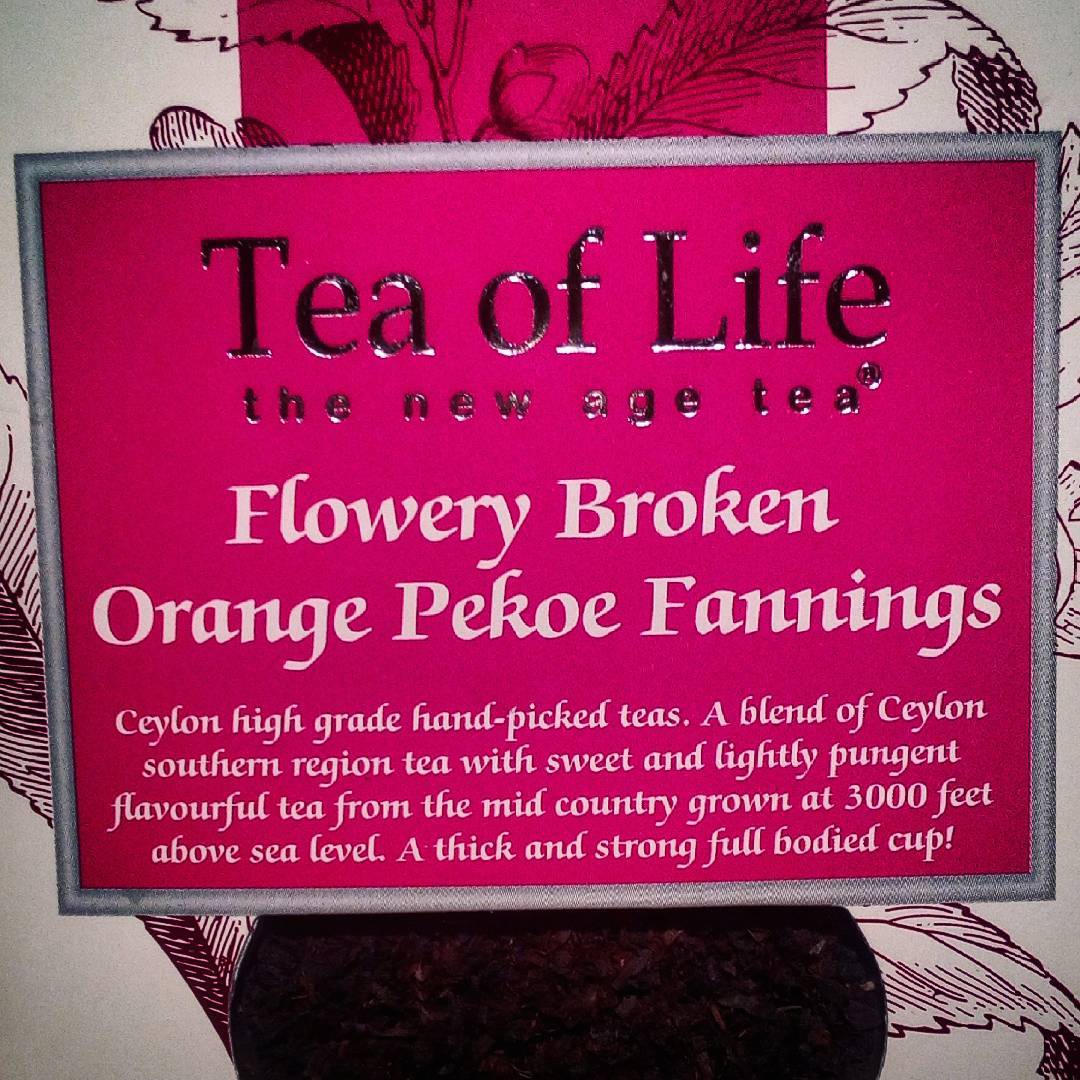 Tea of Life
the new age tea®
Flowery Broken
Orange Pekoe Fannings
Ceylon high grade hand-picked teas. A blend of Ceylon
southern region tea with sweet and lightly pungent
flavourful tea from the mid country grown at 3000 feet
above sea level. A thick and strong full bodied cup!